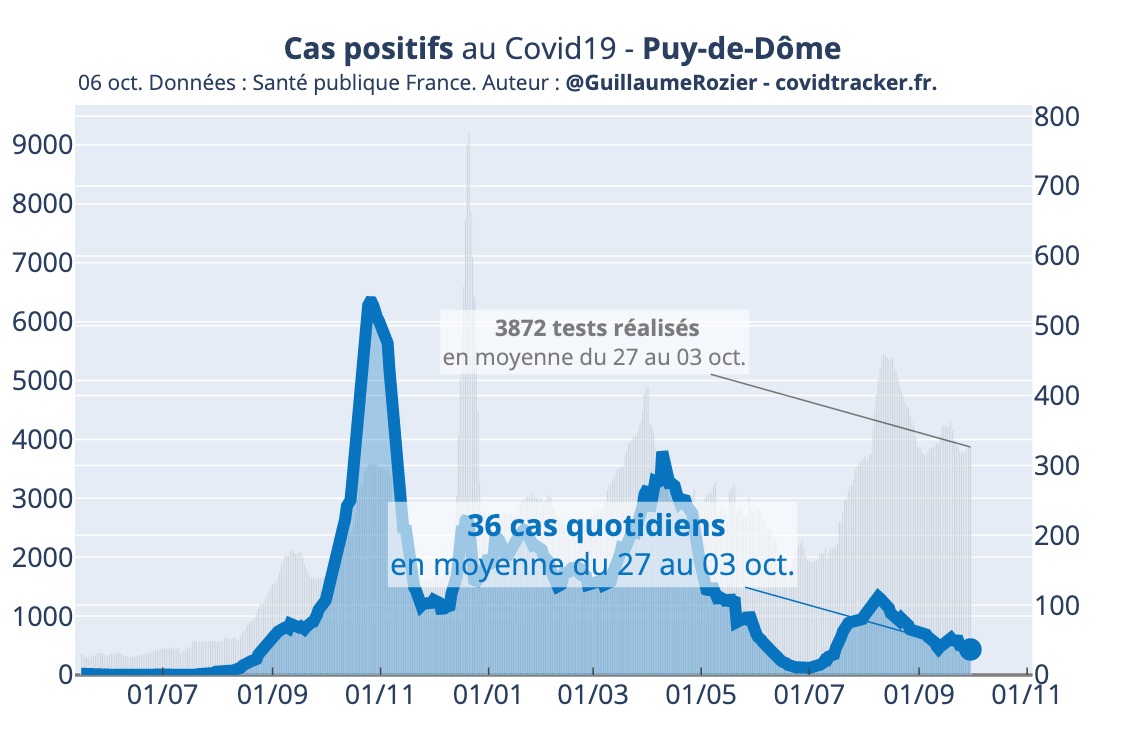 Cas positifs au Covid19 - Puy-de-Dôme
06 oct. Données : Santé publique France. Auteur : @GuillaumeRozier - covidtracker.fr.
9000
8000
7000
6000
5000
4000
3000
2000
1000
0
800
700
600
500
400
300
200
100
0
3872 tests réalisés
en moyenne du 27 au 03 oct.
36 cas quotidiens
en moyenne du 27 au 03 oct.
01/07 01/09 01/11 01/01 01/03 01/05 01/07 01/09 01/11